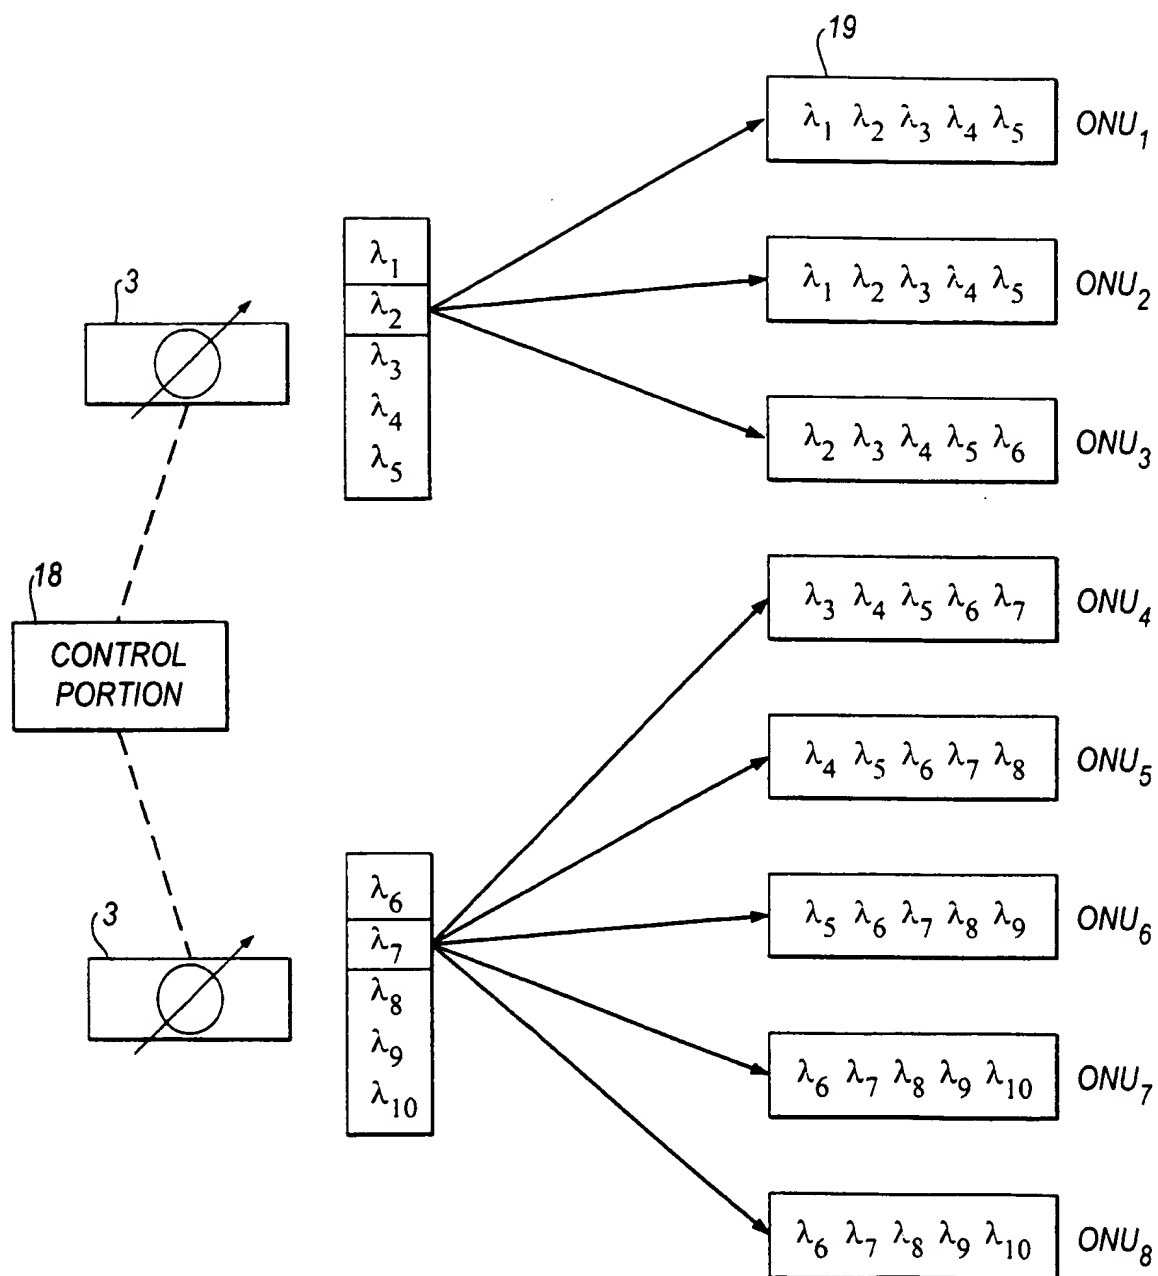 19
λ1 λ2 λ3 λ4 λ5 ONU1
λ1
λ2
λ3
λ4
λ5
3
λ1 λ2 λ3 λ4 λ5 ONU2
λ2 λ3 λ4 λ5 λ6 ONU3
18
CONTROL
PORTION
λ3 λ4 λ5 λ6 λ7 ONU4
λ4 λ5 λ6 λ7 λ8 ONU5
3
λ6
λ7
λ8
λ9
λ10
λ5 λ6 λ7 λ8 λ9 ONU6
λ6 λ7 λ8 λ9 λ10 ONU7
λ6 λ7 λ8 λ9 λ10 ONU8